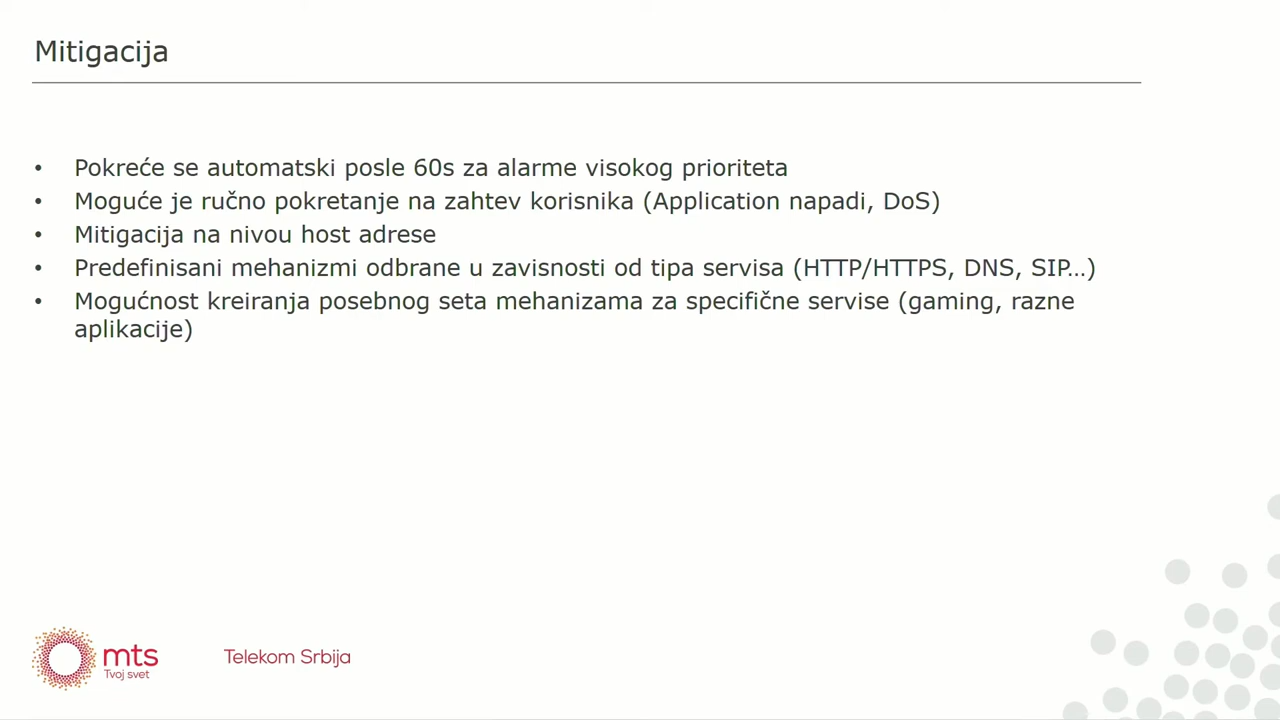 Mitigacija
• Pokreće se automatski posle 60s za alarme visokog prioriteta
• Moguće je ručno pokretanje na zahtev korisnika (Application napadi, DoS)
• Mitigacija na nivou host adrese
• Predefinisani mehanizmi odbrane u zavisnosti od tipa servisa (HTTP/HTTPS, DNS, SIP…)
• Mogućnost kreiranja posebnog seta mehanizama za specifične servise (gaming, razne
aplikacije)
mts
Tvoj svet
Telekom Srbija